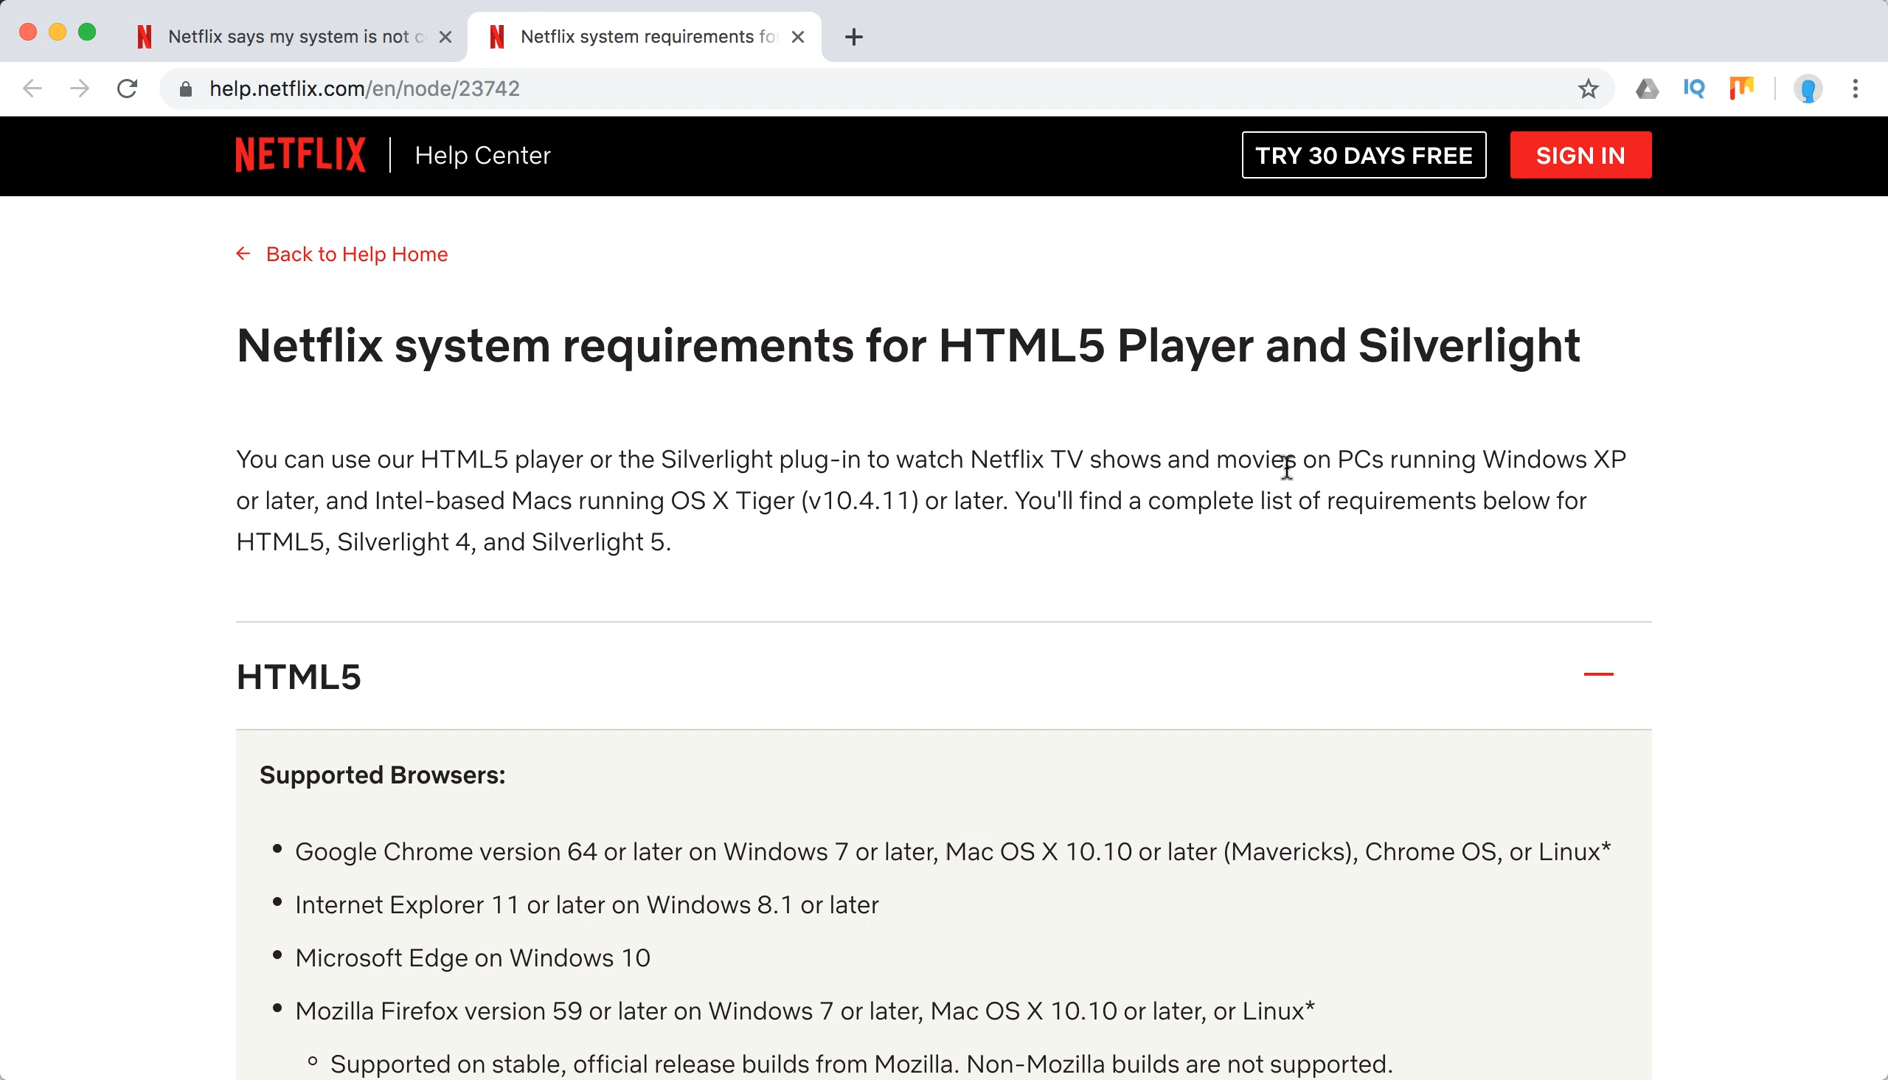 Netflix says my system is not c
Netflix system requirements fo
help.netflix.com/en/node/23742
IQ
NETFLIX
Help Center
TRY 30 DAYS FREE
SIGN IN
← Back to Help Home
Netflix system requirements for HTML5 Player and Silverlight
You can use our HTML5 player or the Silverlight plug-in to watch Netflix TV shows and movies on PCs running Windows XP
or later, and Intel-based Macs running OS X Tiger (v10.4.11) or later. You'll find a complete list of requirements below for
HTML5, Silverlight 4, and Silverlight 5.
HTML5
Supported Browsers:
• Google Chrome version 64 or later on Windows 7 or later, Mac OS X 10.10 or later (Mavericks), Chrome OS, or Linux*
• Internet Explorer 11 or later on Windows 8.1 or later
• Microsoft Edge on Windows 10
• Mozilla Firefox version 59 or later on Windows 7 or later, Mac OS X 10.10 or later, or Linux*
◦ Supported on stable, official release builds from Mozilla. Non-Mozilla builds are not supported.